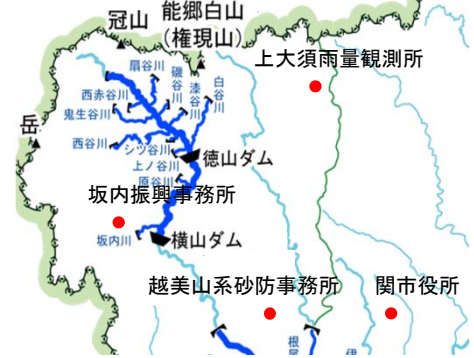 冠山
能郷白山
(権現山)
上大須雨量観測所
扇谷川
磯谷川
漆谷川
白谷川
西赤谷川
鬼生谷川
岳
西谷川
シツ谷川
徳山ダム
上ノ谷川
原谷川
坂内振興事務所
坂内川
横山ダム
越美山系砂防事務所
関市役所
根尾